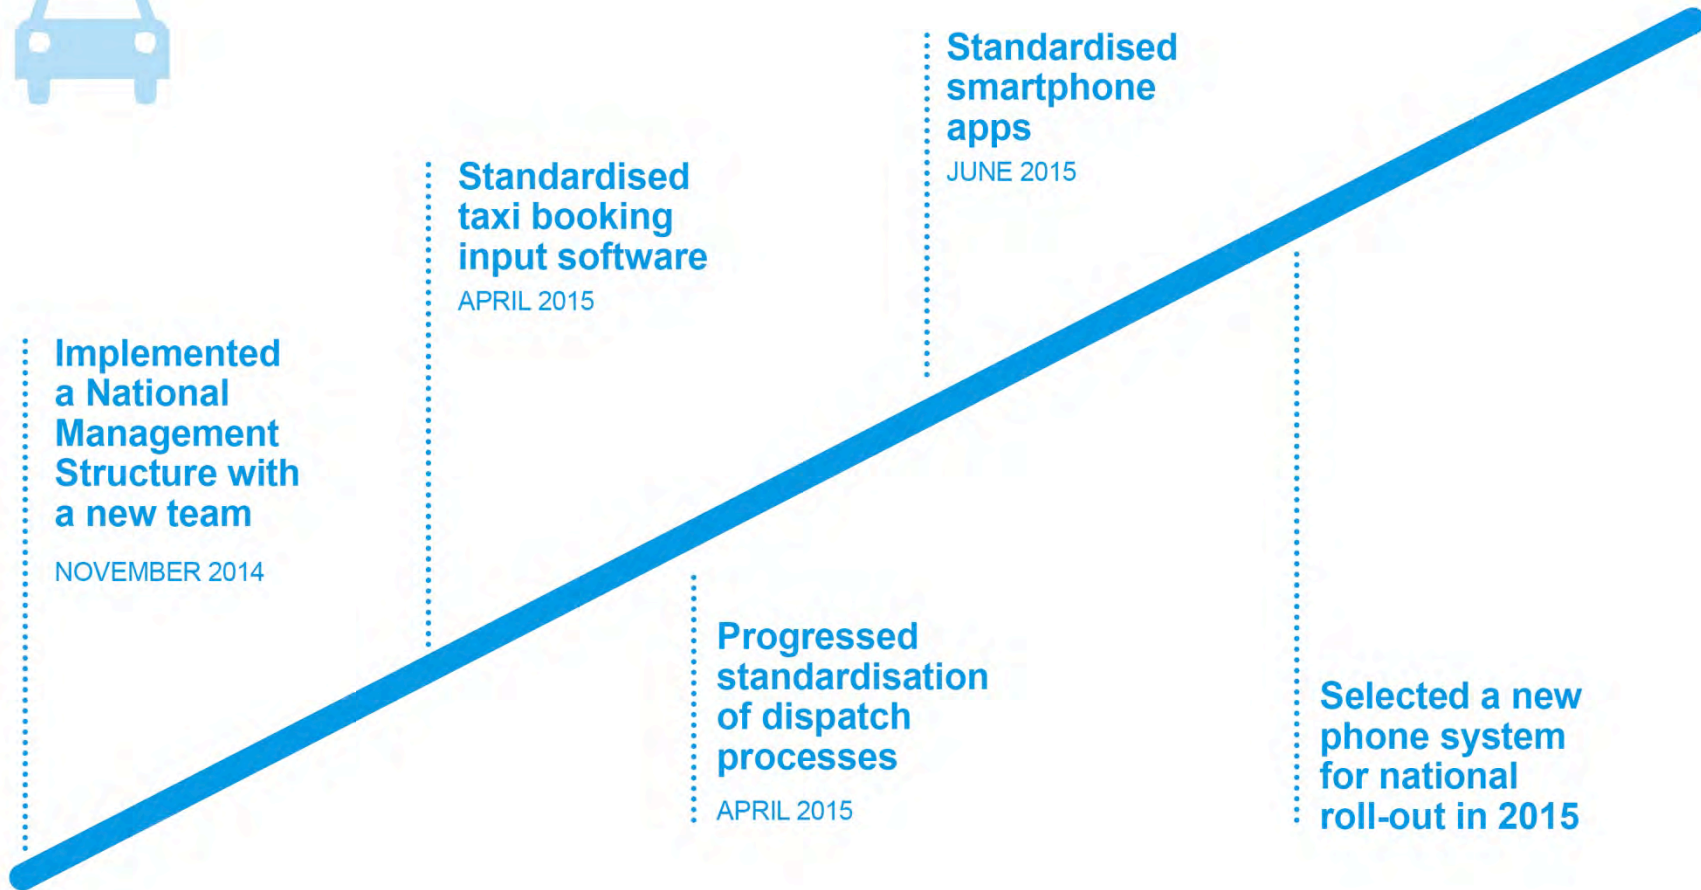 Implemented
a National
Management
Structure with
a new team
NOVEMBER 2014
Standardised
taxi booking
input software
APRIL 2015
Progressed
standardisation
of dispatch
processes
APRIL 2015
Standardised
smartphone
apps
JUNE 2015
Selected a new
phone system
for national
roll-out in 2015